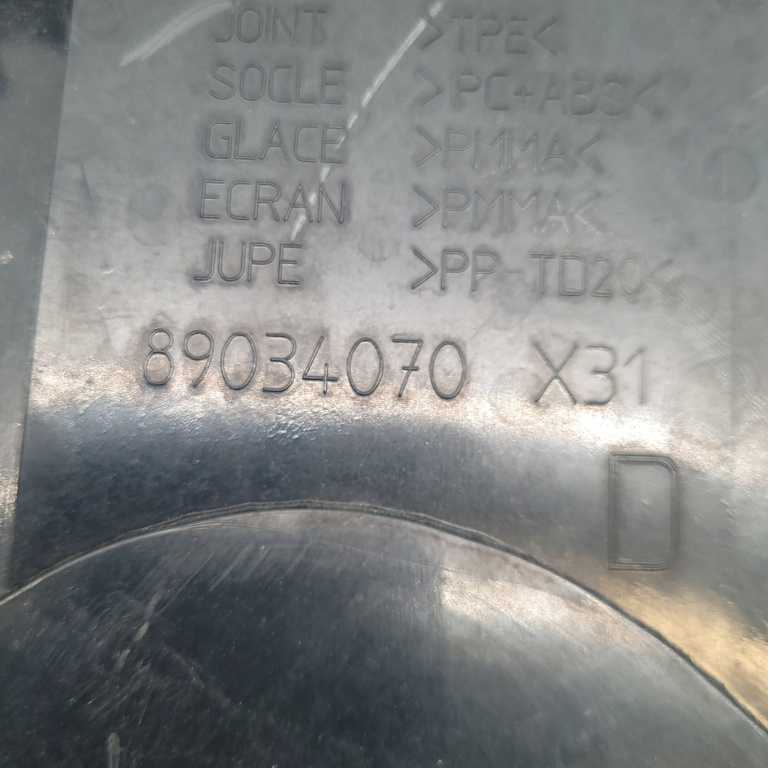 JOINT >TPE<
SOCLE >PC+ABS<
GLACE >PMMA<
ECRAN >PMMA<
JUPE >PP-TD20<
89034070 X31
D